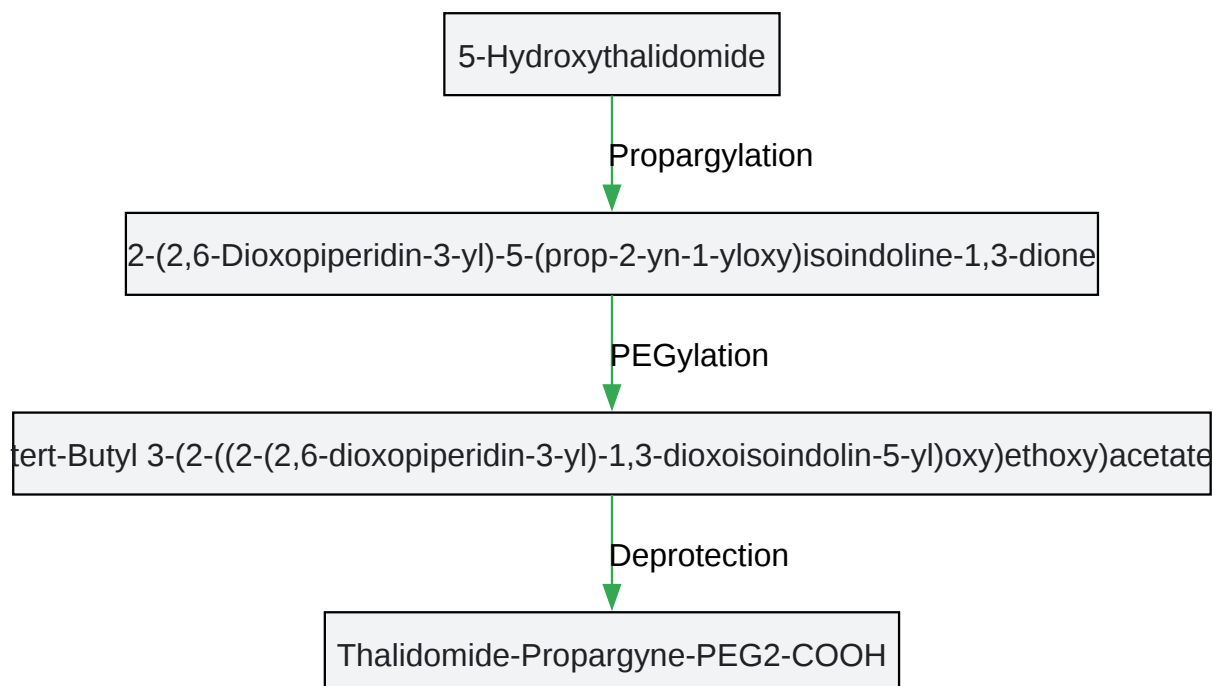 5-Hydroxythalidomide
Propargylation
2-(2,6-Dioxopiperidin-3-yl)-5-(prop-2-yn-1-yloxy)isoindoline-1,3-dione
PEGylation
tert-Butyl 3-(2-((2-(2,6-dioxopiperidin-3-yl)-1,3-dioxoisoindolin-5-yl)oxy)ethoxy)acetate
Deprotection
Thalidomide-Propargyne-PEG2-COOH